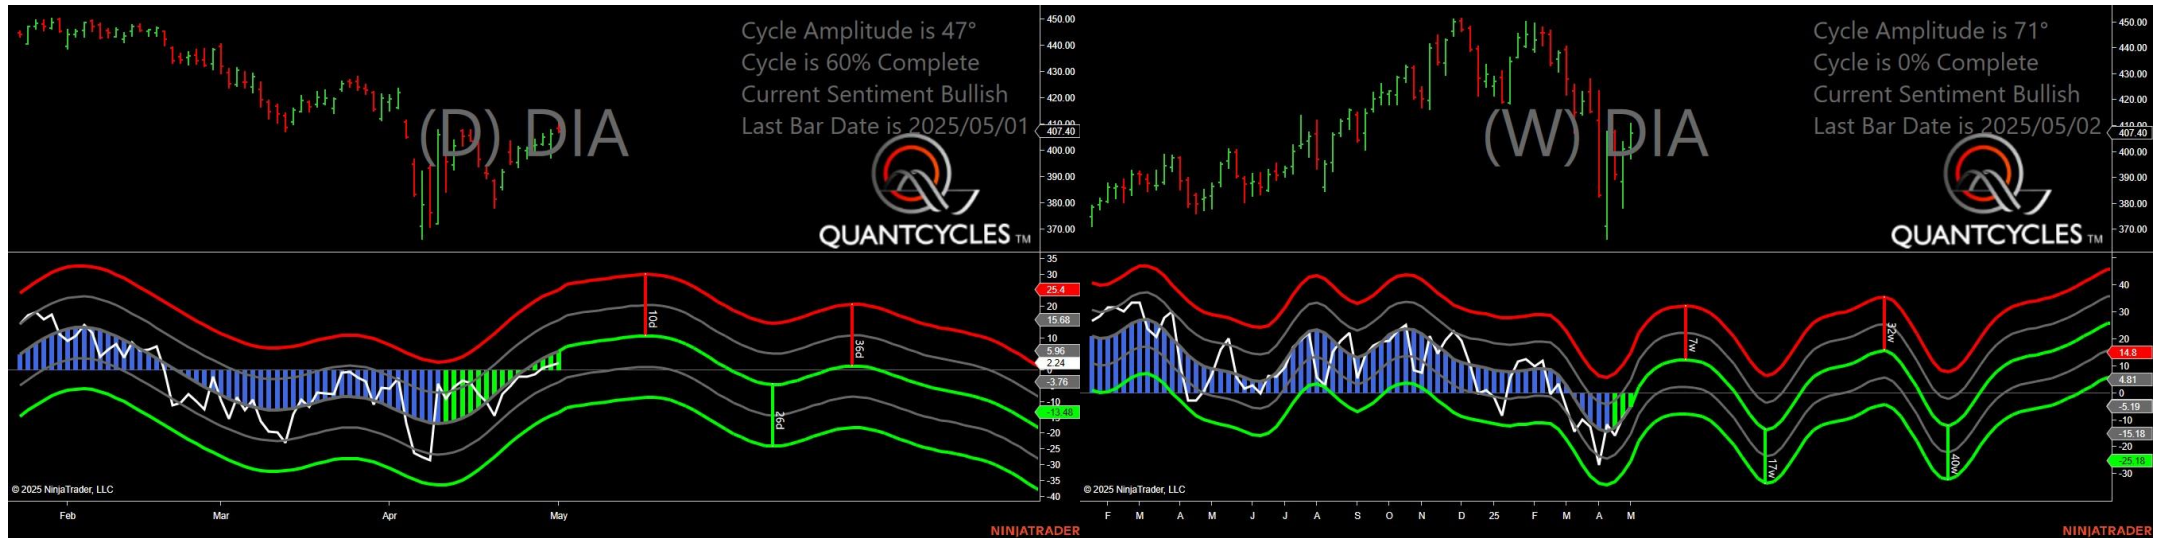 Cycle Amplitude is 47°
Cycle is 60% Complete
Current Sentiment Bullish
Last Bar Date is 2025/05/01
(D) DIA
QUANTCYCLES TM
450.00
440.00
430.00
420.00
410.00
407.40
400.00
390.00
380.00
370.00
35
30
25.4
20
15.68
10
5.96
2.24
0
-3.76
-10
-13.48
-20
-25
-30
-35
-40
10d
26d
36d
© 2025 NinjaTrader, LLC
Feb Mar Apr May
NINJATRADER
Cycle Amplitude is 71°
Cycle is 0% Complete
Current Sentiment Bullish
Last Bar Date is 2025/05/02
(W) DIA
QUANTCYCLES TM
450.00
440.00
430.00
420.00
410.00
407.40
400.00
390.00
380.00
370.00
40
30
20
14.8
4.81
0
-5.19
-10
-15.18
-20
-25.18
-30
7w
17w
32w
40w
© 2025 NinjaTrader, LLC
F M A M J J A S O N D 25 F M A M
NINJATRADER